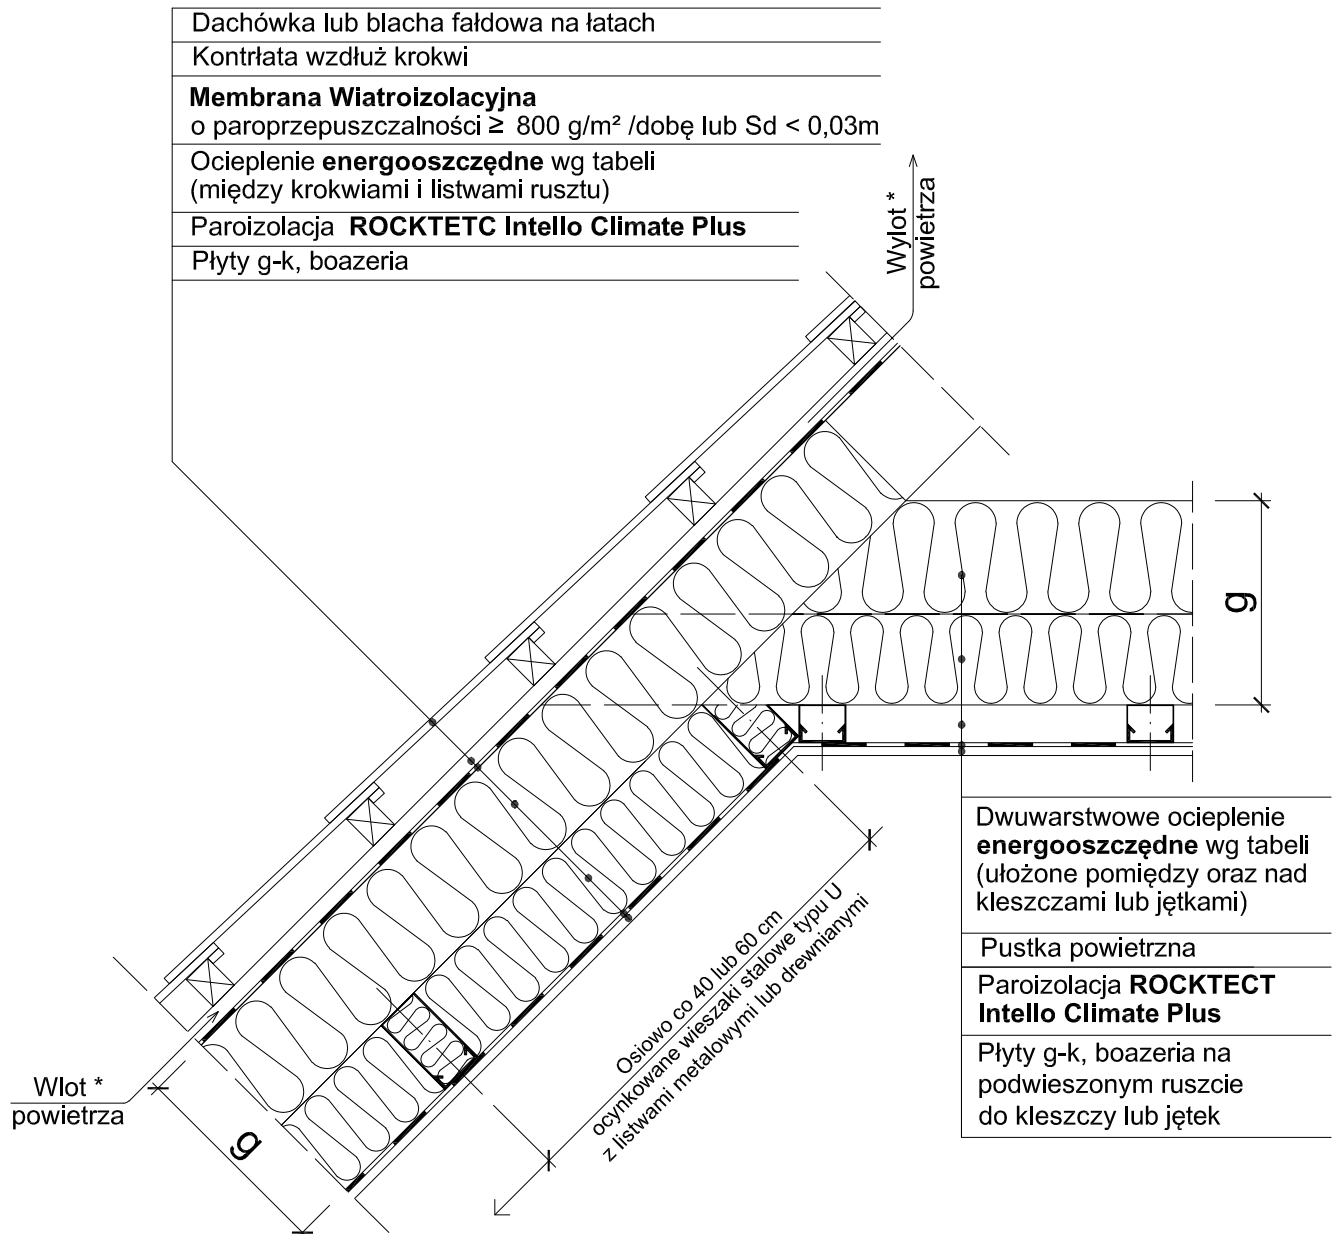 Dachówka lub blacha fałdowa na łatach
Kontrłata wzdłuż krokwi
Membrana Wiatroizolacyjna
o paroprzepuszczalności ≥ 800 g/m² /dobę lub Sd < 0,03m
Ocieplenie energooszczędne wg tabeli
(między krokwiami i listwami rusztu)
Paroizolacja ROCKTETC Intello Climate Plus
Płyty g-k, boazeria
Wylot *
powietrza
g
Dwuwarstwowe ocieplenie
energooszczędne wg tabeli
(ułożone pomiędzy oraz nad
kleszczami lub jętkami)
Pustka powietrzna
Paroizolacja ROCKTECT
Intello Climate Plus
Płyty g-k, boazeria na
podwieszonym ruszcie
do kleszczy lub jętek
Osiowo co 40 lub 60 cm
ocynkowane wieszaki stalowe typu U
z listwami metalowymi lub drewnianymi
Wlot *
powietrza
g